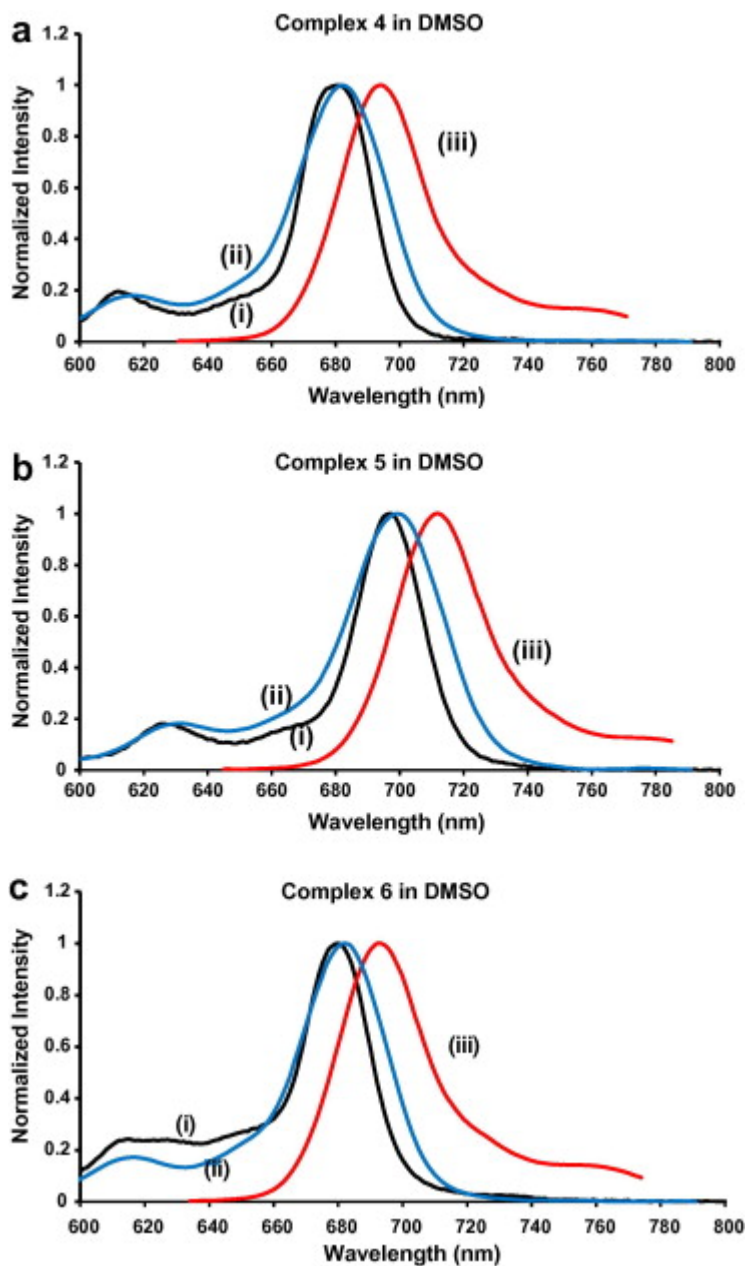 a
Complex 4 in DMSO
Normalized Intensity
1.2
1
0.8
0.6
0.4
0.2
0
(i)
(ii)
(iii)
600 620 640 660 680 700 720 740 760 780 800
Wavelength (nm)
b
Complex 5 in DMSO
Normalized Intensity
1.2
1
0.8
0.6
0.4
0.2
0
(i)
(ii)
(iii)
600 620 640 660 680 700 720 740 760 780 800
Wavelength (nm)
c
Complex 6 in DMSO
Normalized Intensity
1.2
1
0.8
0.6
0.4
0.2
0
(i)
(ii)
(iii)
600 620 640 660 680 700 720 740 760 780 800
Wavelength (nm)